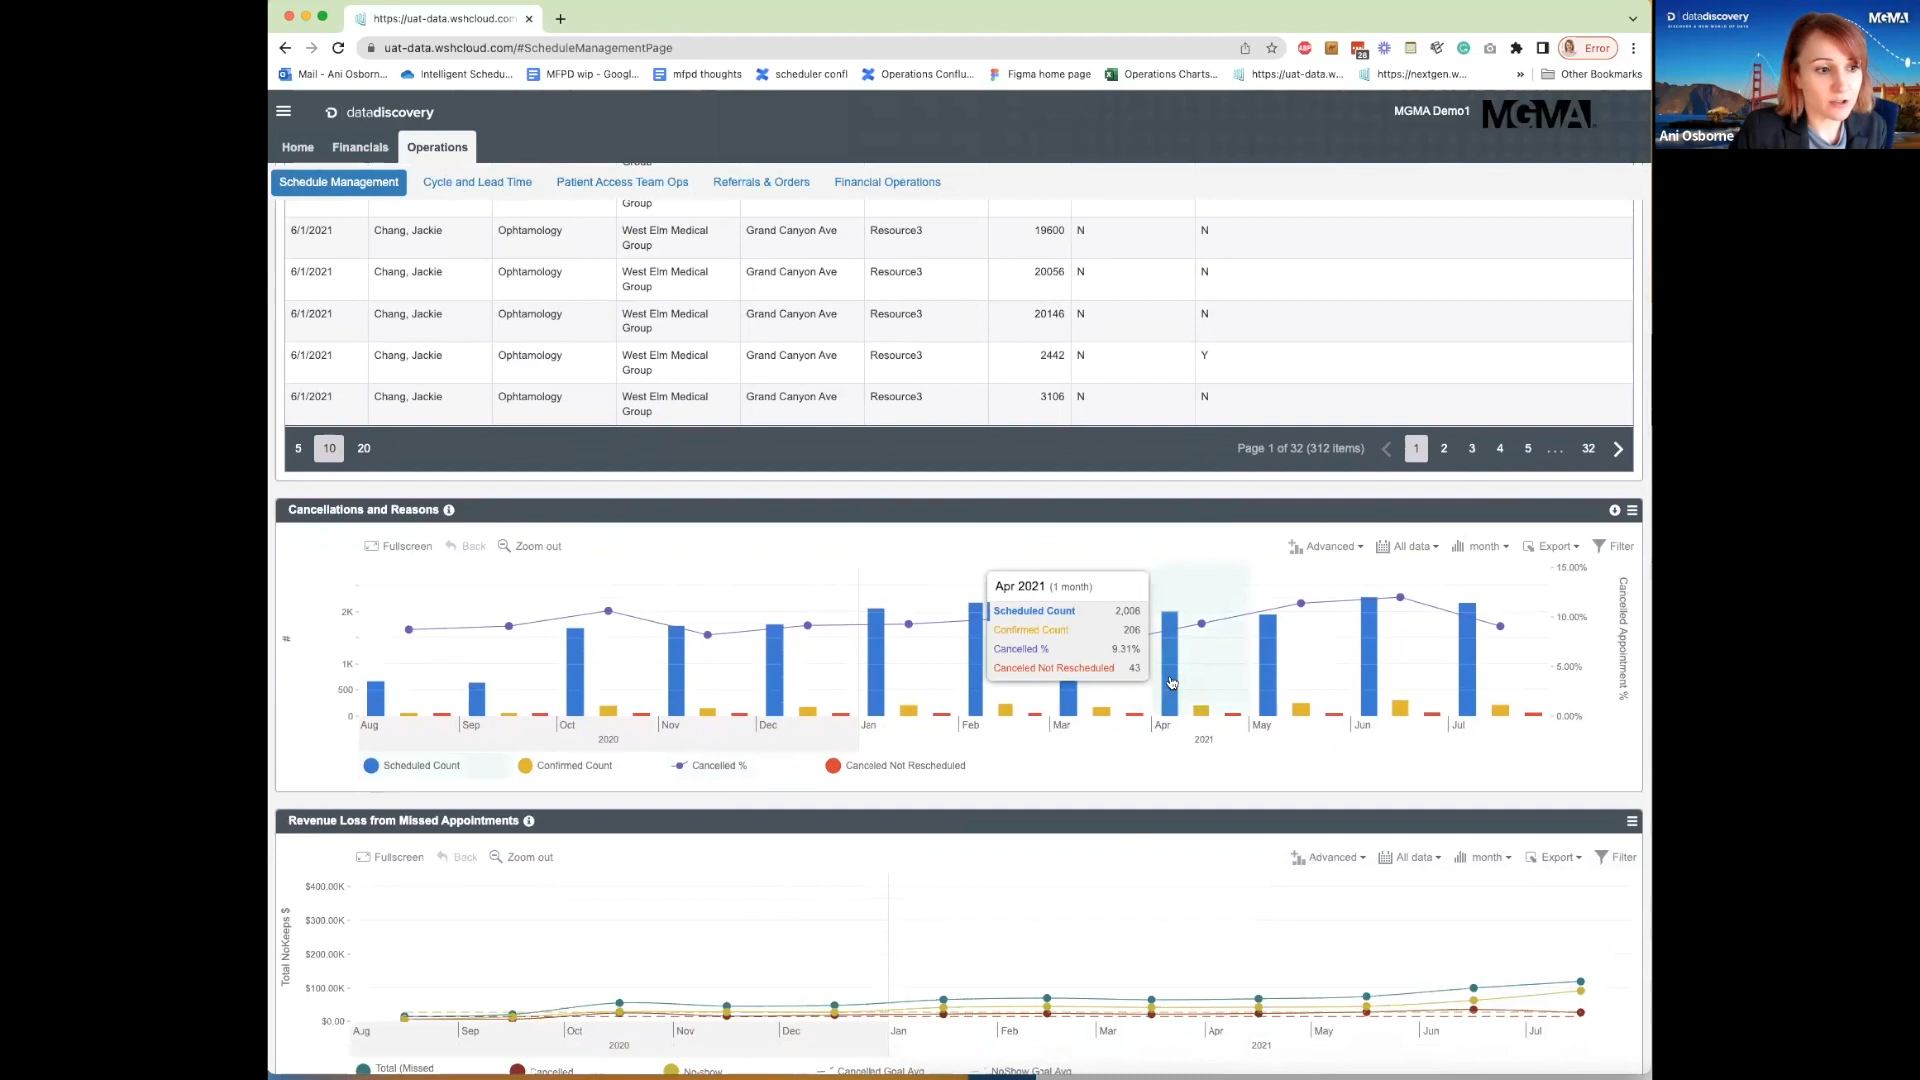 https://uat-data.wshcloud.com
uat-data.wshcloud.com/#ScheduleManagementPage
28
Error
Mail - Ani Osborn...
Intelligent Schedu...
MFPD wip - Googl...
mfpd thoughts
scheduler confl
Operations Conflu...
Figma home page
Operations Charts...
https://uat-data.w...
https://nextgen.w...
»
Other Bookmarks
datadiscovery
MGMA
Ani Osborne
datadiscovery
MGMA Demo1
MGMA
Home
Financials
Operations
Schedule Management
Cycle and Lead Time
Patient Access Team Ops
Referrals & Orders
Financial Operations
Group
6/1/2021 Chang, Jackie Ophtamology West Elm Medical Group Grand Canyon Ave Resource3 19600 N N
6/1/2021 Chang, Jackie Ophtamology West Elm Medical Group Grand Canyon Ave Resource3 20056 N N
6/1/2021 Chang, Jackie Ophtamology West Elm Medical Group Grand Canyon Ave Resource3 20146 N N
6/1/2021 Chang, Jackie Ophtamology West Elm Medical Group Grand Canyon Ave Resource3 2442 N Y
6/1/2021 Chang, Jackie Ophtamology West Elm Medical Group Grand Canyon Ave Resource3 3106 N N
5 10 20
Page 1 of 32 (312 items) 1 2 3 4 5 ... 32
Cancellations and Reasons
Fullscreen Back Zoom out
Advanced All data month Export Filter
#
2K
1K
500
0
15.00%
10.00%
5.00%
0.00%
Cancelled Appointment %
Apr 2021 (1 month)
Scheduled Count 2,006
Confirmed Count 206
Cancelled % 9.31%
Canceled Not Rescheduled 43
Aug Sep Oct Nov Dec Jan Feb Mar Apr May Jun Jul
2020 2021
Scheduled Count Confirmed Count Cancelled % Canceled Not Rescheduled
Revenue Loss from Missed Appointments
Fullscreen Back Zoom out
Advanced All data month Export Filter
Total NoKeeps $
$400.00K
$300.00K
$200.00K
$100.00K
$0.00
Aug Sep Oct Nov Dec Jan Feb Mar Apr May Jun Jul
2020 2021
Total (Missed Cancelled No-show Cancelled Goal Avg NoShow Goal Avg